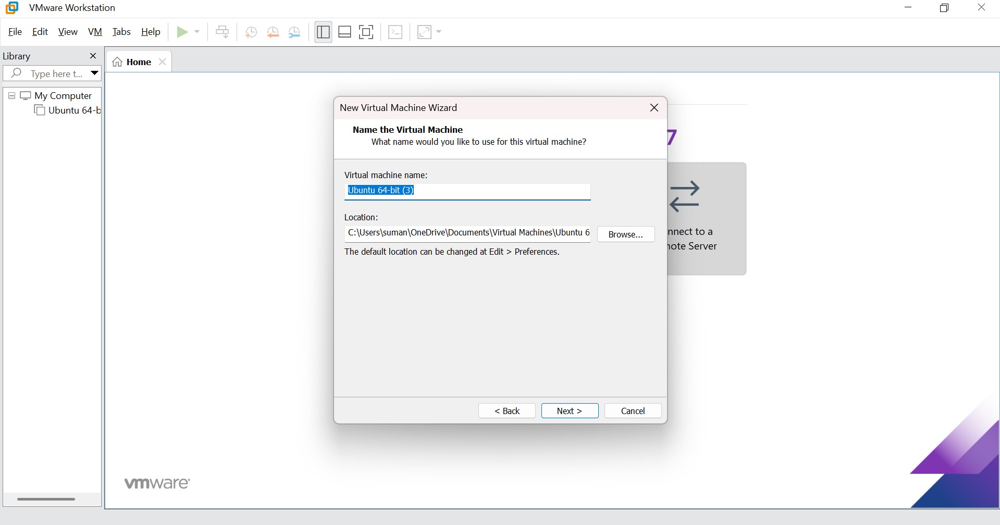 VMware Workstation
File Edit View VM Tabs Help
Library
Type here t...
Home
My Computer
Ubuntu 64-b
New Virtual Machine Wizard
Name the Virtual Machine
What name would you like to use for this virtual machine?
7
Virtual machine name:
Ubuntu 64-bit (3)
Location:
C:\Users\suman\OneDrive\Documents\Virtual Machines\Ubuntu 6
Browse...
The default location can be changed at Edit > Preferences.
nnect to a
ote Server
< Back
Next >
Cancel
vmware